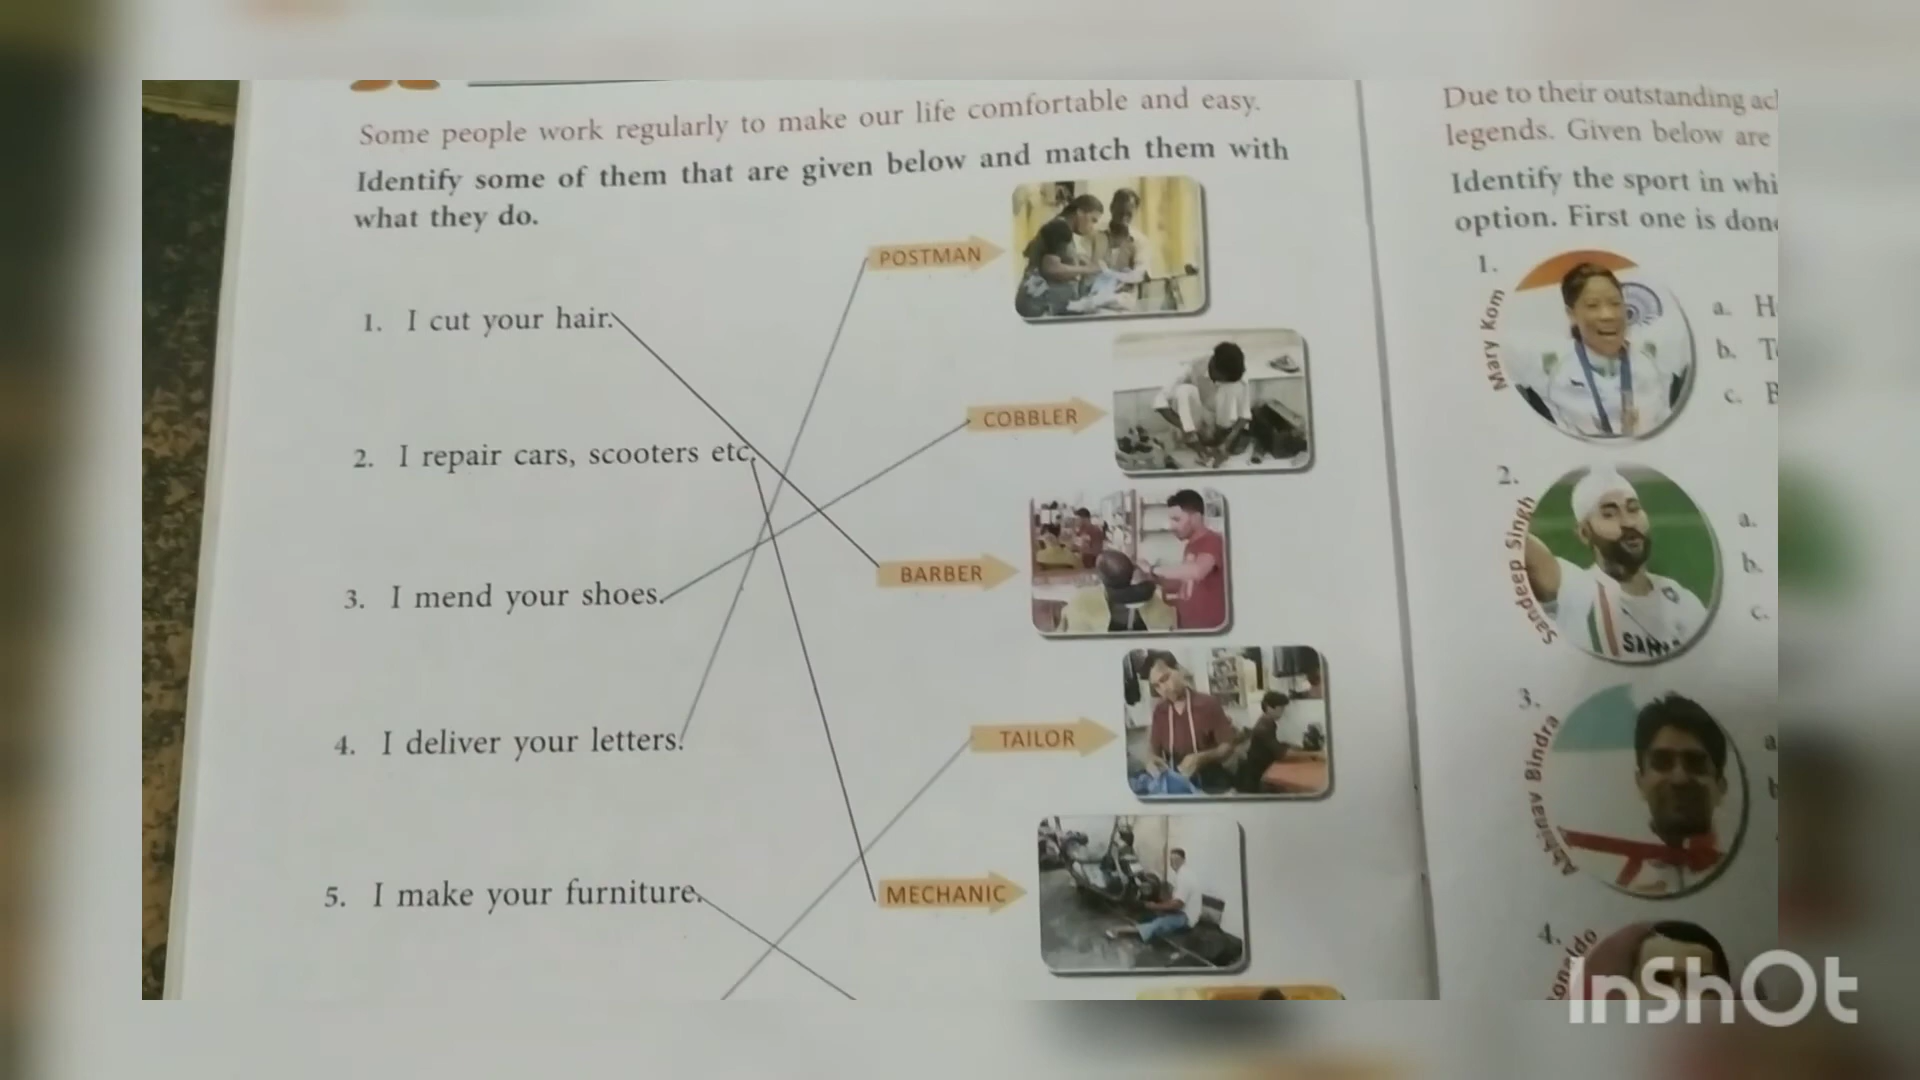 Some people work regularly to make our life comfortable and easy.
Identify some of them that are given below and match them with
what they do.
1. I cut your hair.
2. I repair cars, scooters etc.
3. I mend your shoes.
4. I deliver your letters.
5. I make your furniture.
POSTMAN
COBBLER
BARBER
TAILOR
MECHANIC
Due to their outstanding
legends. Given below are
Identify the sport in
option. First one is
1.
Mary Kom
a. H
b. T
c.
2.
Sandeep Singh
a.
b.
c.
3.
Abhinav Bindra
a
4.
InShOt